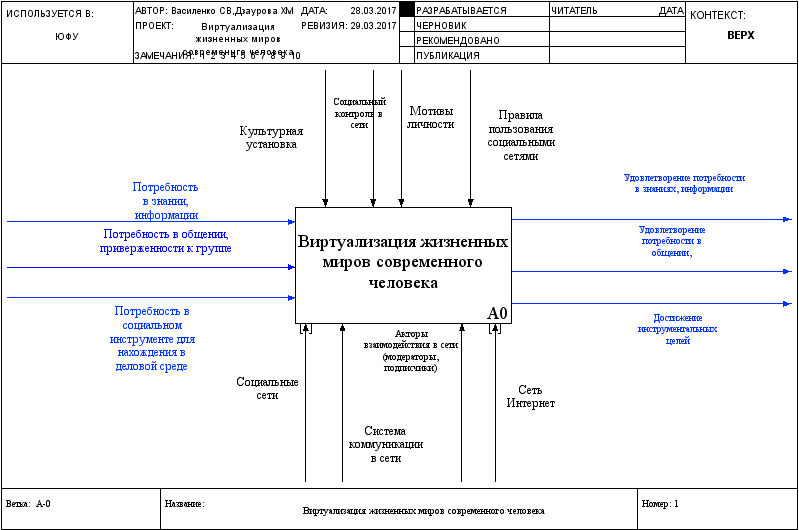 ИСПОЛЬЗУЕТСЯ В:
ЮФУ
АВТОР: Василенко СВ,Дзаурова ХМ
ДАТА: 28.03.2017
ПРОЕКТ: Виртуализация
жизненных миров
современного человека
РЕВИЗИЯ: 29.03.2017
ЗАМЕЧАНИЯ: 1 2 3 4 5 6 7 8 9 10
РАЗРАБАТЫВАЕТСЯ
ЧЕРНОВИК
РЕКОМЕНДОВАНО
ПУБЛИКАЦИЯ
ЧИТАТЕЛЬ ДАТА
КОНТЕКСТ:
ВЕРХ
Культурная
установка
Социальный
контроль в
сети
Мотивы
личности
Правила
пользования
социальными
сетями
Потребность
в знании,
информации
Потребность в общении,
приверженности к группе
Потребность в
социальном
инструменте для
нахождения в
деловой среде
Виртуализация жизненных
миров современного
человека
A0
Удовлетворение потребности
в знаниях, информации
Удовлетворение
потребности в
общении,
Достижение
инструментальных
целей
Социальные
сети
Система
коммуникации
в сети
Акторы
взаимодействия в сети
(модераторы,
подписчики)
Сеть
Интернет
Ветка: A-0
Название:
Виртуализация жизненных миров современного человека
Номер: 1